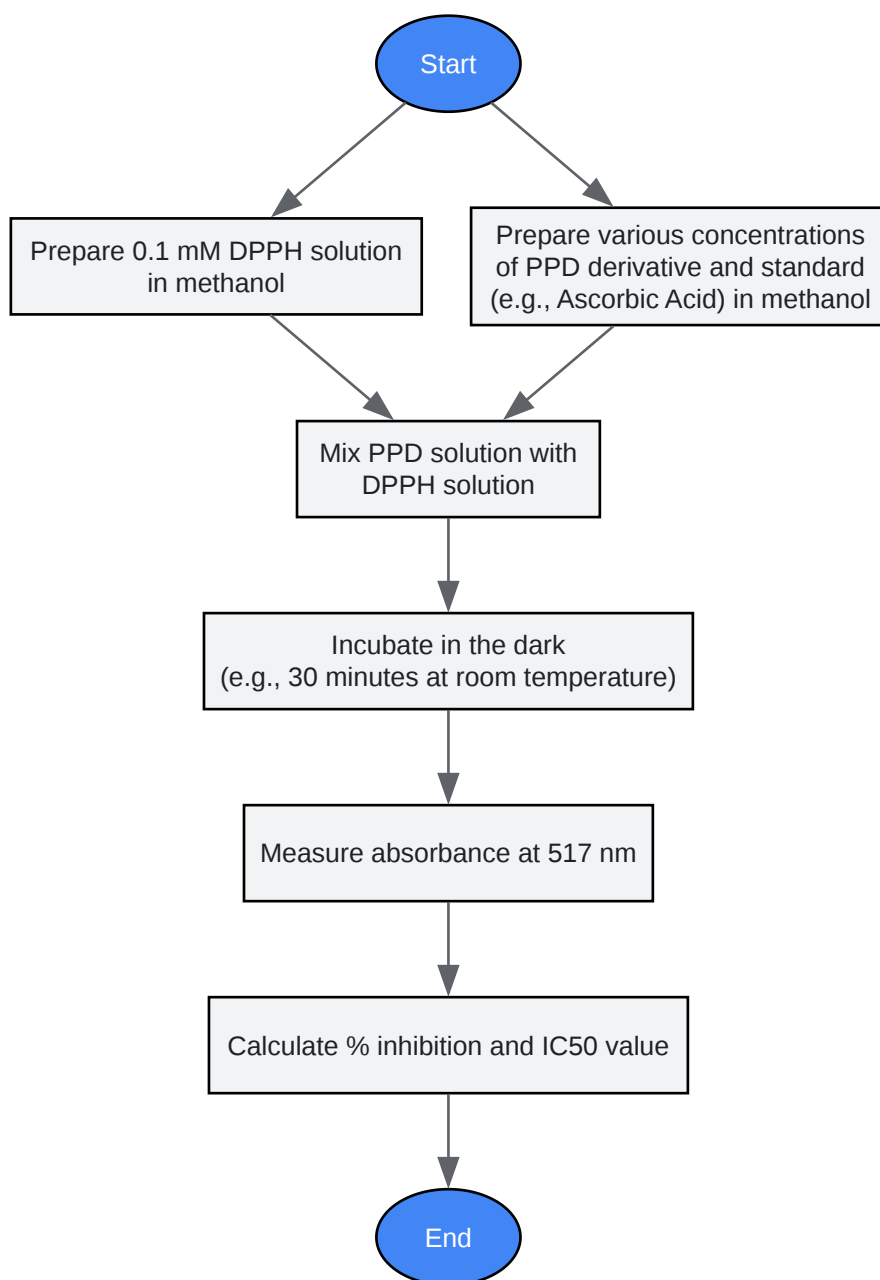 Start
Prepare 0.1 mM DPPH solution
in methanol
Prepare various concentrations
of PPD derivative and standard
(e.g., Ascorbic Acid) in methanol
Mix PPD solution with
DPPH solution
Incubate in the dark
(e.g., 30 minutes at room temperature)
Measure absorbance at 517 nm
Calculate % inhibition and IC50 value
End